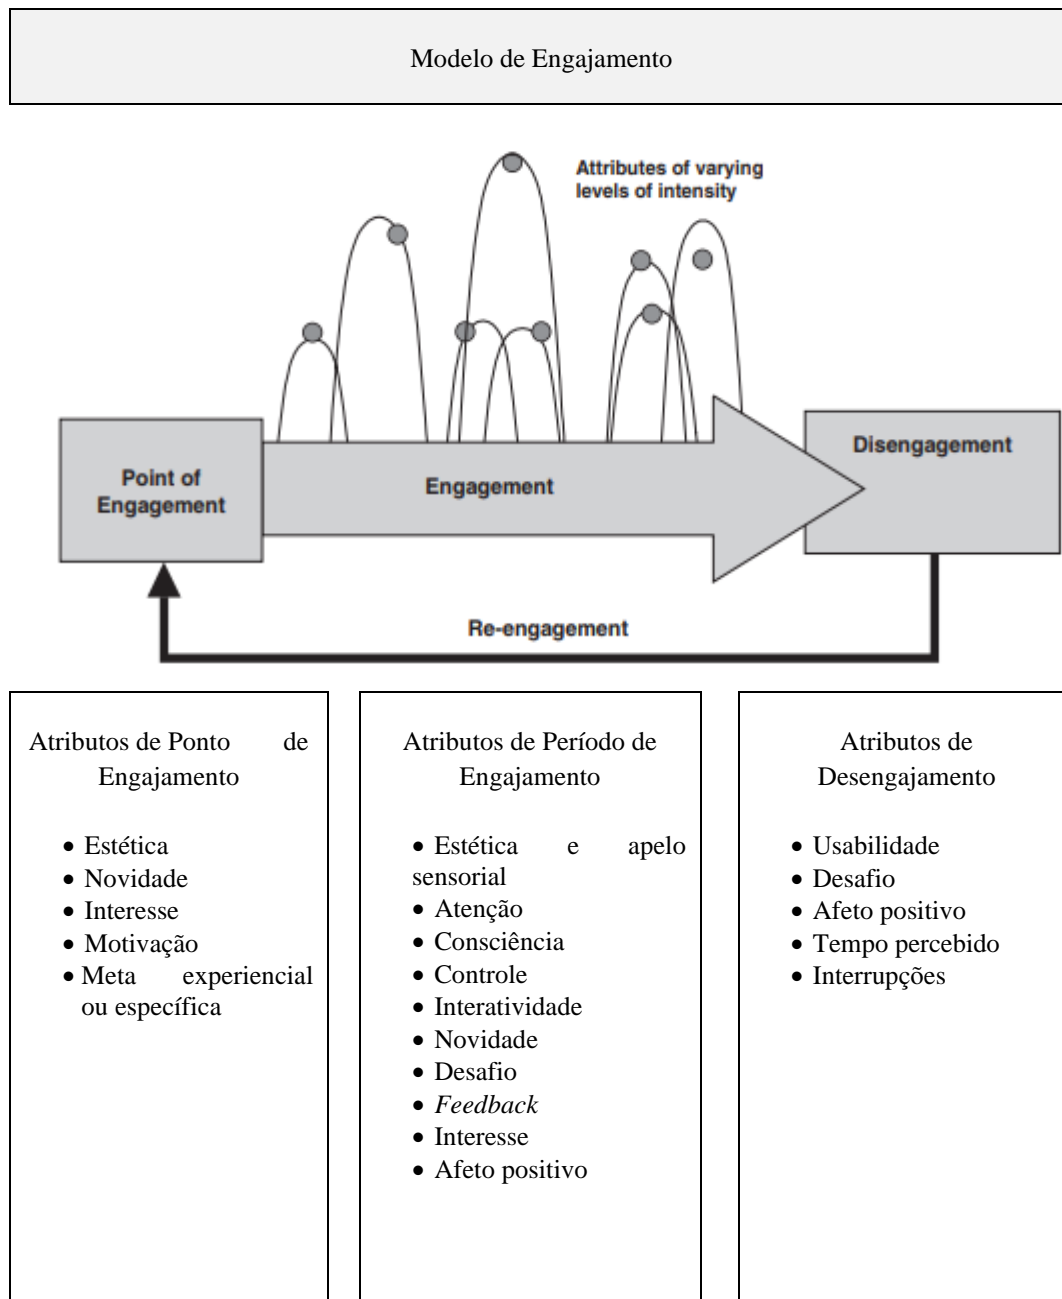 Modelo de Engajamento
Attributes of varying
levels of intensity
Point of
Engagement
Engagement
Disengagement
Re-engagement
Atributos de Ponto de
Engajamento
• Estética
• Novidade
• Interesse
• Motivação
• Meta experiencial
ou específica
Atributos de Período de
Engajamento
• Estética e apelo
sensorial
• Atenção
• Consciência
• Controle
• Interatividade
• Novidade
• Desafio
• Feedback
• Interesse
• Afeto positivo
Atributos de
Desengajamento
• Usabilidade
• Desafio
• Afeto positivo
• Tempo percebido
• Interrupções